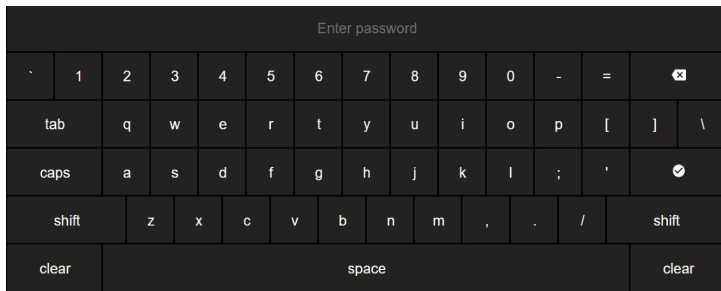 Enter password
` 1 2 3 4 5 6 7 8 9 0 - =
tab q w e r t y u i o p [ ] \
caps a s d f g h j k l ; '
shift z x c v b n m , . / shift
clear space clear